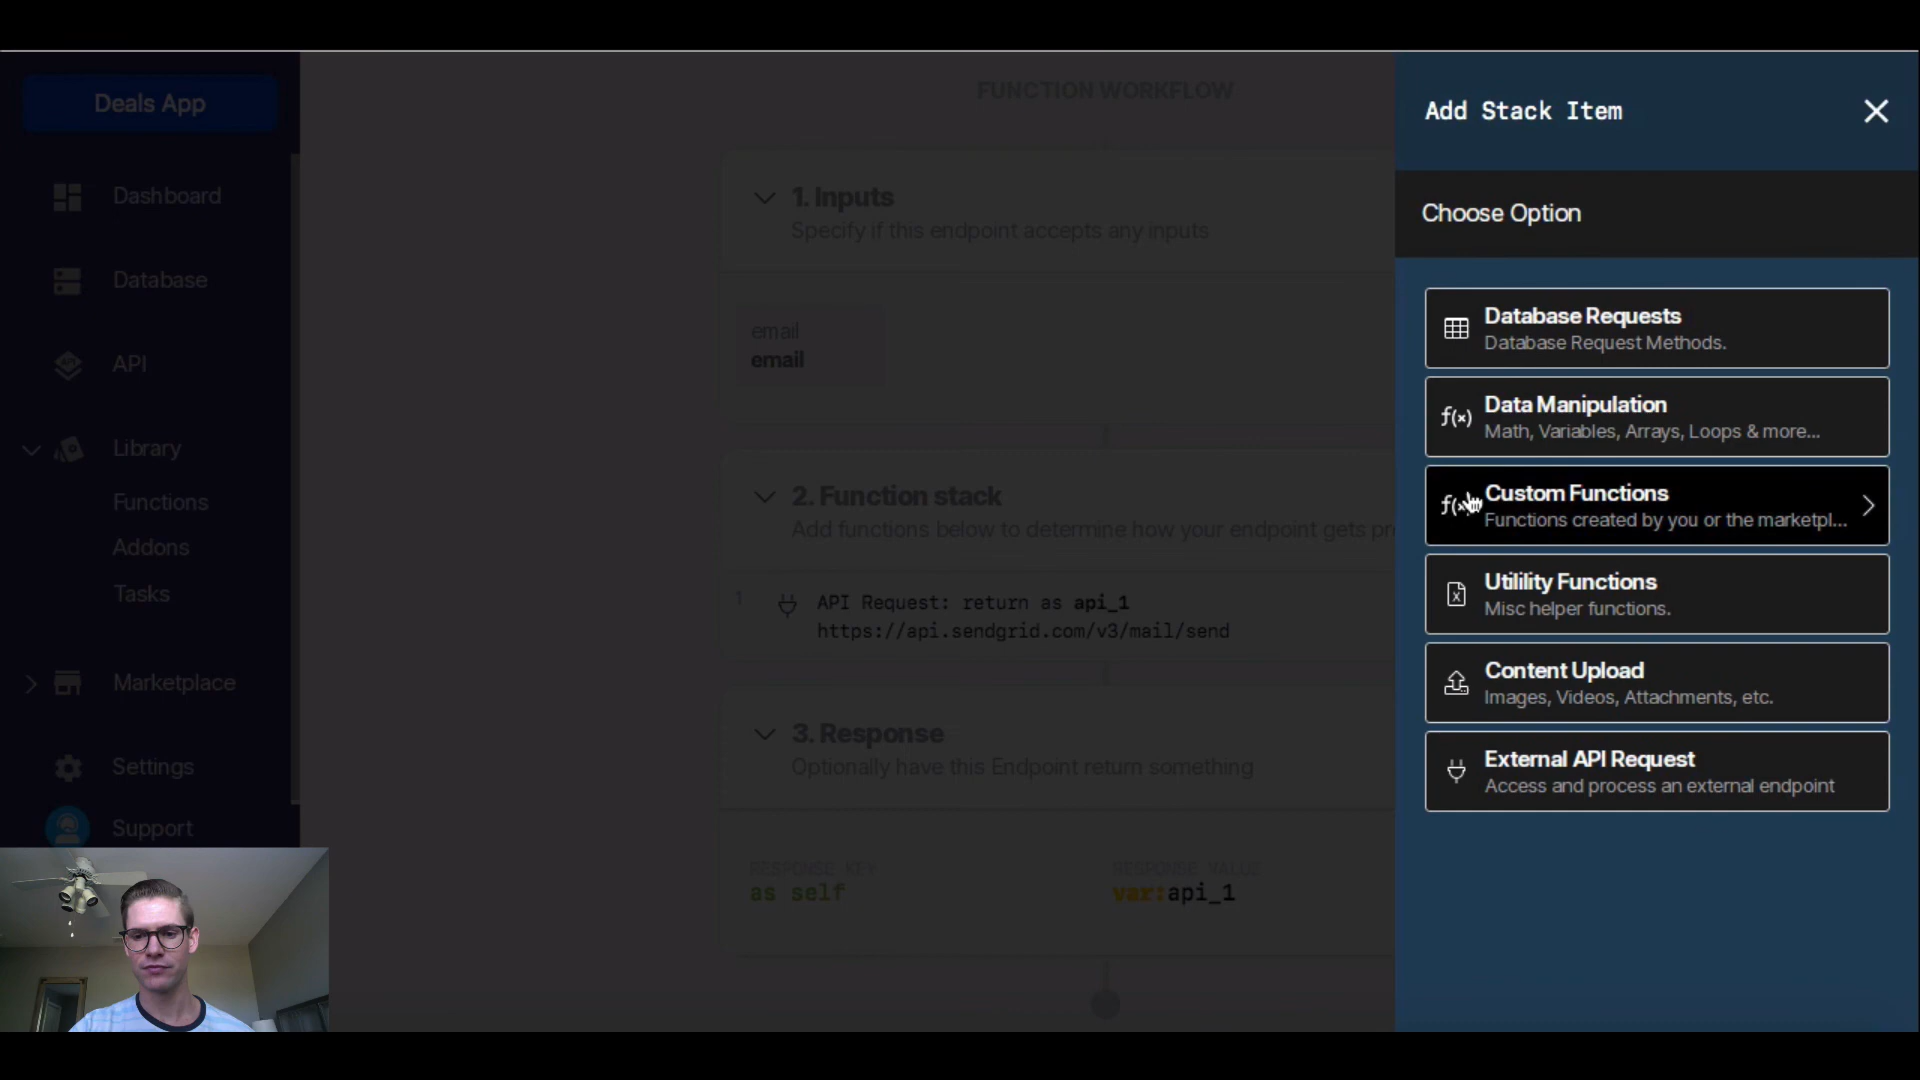 Deals App
Dashboard
Database
API
Library
Functions
Addons
Tasks
Marketplace
Settings
Support
FUNCTION WORKFLOW
1. Inputs
Specify if this endpoint accepts any inputs
email
email
2. Function stack
Add functions below to determine how your endpoint gets pr
1
API Request: return as api_1
https://api.sendgrid.com/v3/mail/send
3. Response
Optionally have this Endpoint return something
RESPONSE KEY
RESPONSE VALUE
as self
var:api_1
Add Stack Item
Choose Option
Database Requests
Database Request Methods.
f(x)
Data Manipulation
Math, Variables, Arrays, Loops & more...
Custom Functions
Functions created by you or the marketpl...
Utilility Functions
Misc helper functions.
Content Upload
Images, Videos, Attachments, etc.
External API Request
Access and process an external endpoint